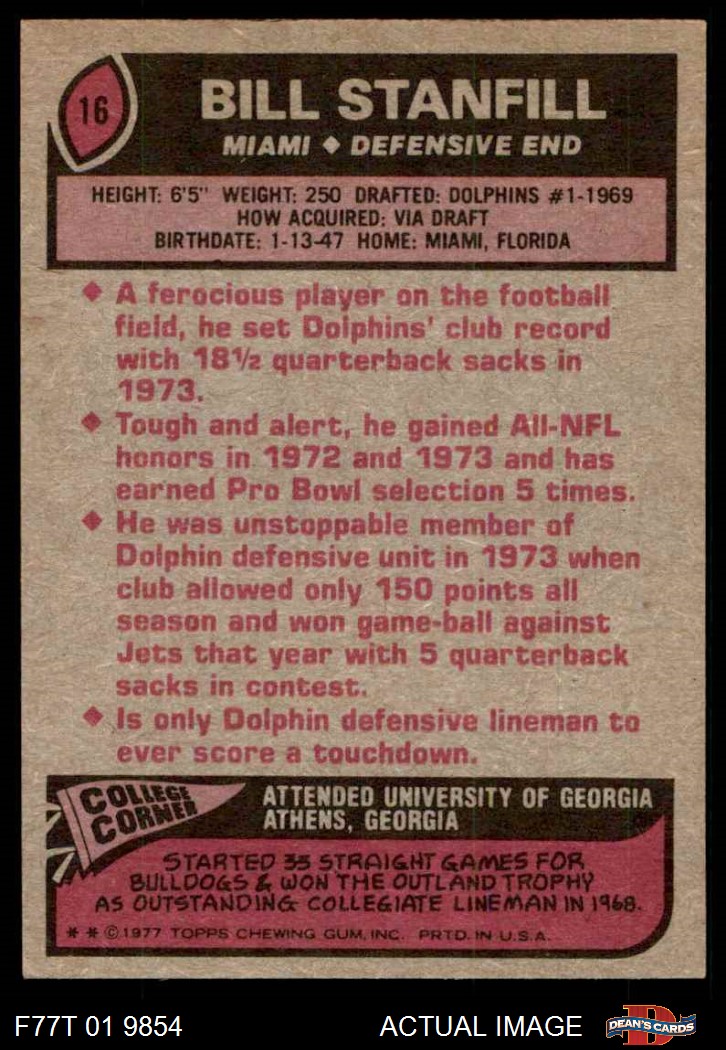 16
BILL STANFILL
MIAMI ◆ DEFENSIVE END
HEIGHT: 6'5" WEIGHT: 250 DRAFTED: DOLPHINS #1-1969
HOW ACQUIRED: VIA DRAFT
BIRTHDATE: 1-13-47 HOME: MIAMI, FLORIDA
◆ A ferocious player on the football
field, he set Dolphins' club record
with 18½ quarterback sacks in
1973.
◆ Tough and alert, he gained All-NFL
honors in 1972 and 1973 and has
earned Pro Bowl selection 5 times.
◆ He was unstoppable member of
Dolphin defensive unit in 1973 when
club allowed only 150 points all
season and won game-ball against
Jets that year with 5 quarterback
sacks in contest.
◆ Is only Dolphin defensive lineman to
ever score a touchdown.
COLLEGE
CORNER
ATTENDED UNIVERSITY OF GEORGIA
ATHENS, GEORGIA
STARTED 35 STRAIGHT GAMES FOR
BULLDOGS & WON THE OUTLAND TROPHY
AS OUTSTANDING COLLEGIATE LINEMAN IN 1968.
* * © 1977 TOPPS CHEWING GUM, INC. PRTD. IN U.S.A.
F77T 01 9854
ACTUAL IMAGE
D
DEAN'S CARDS